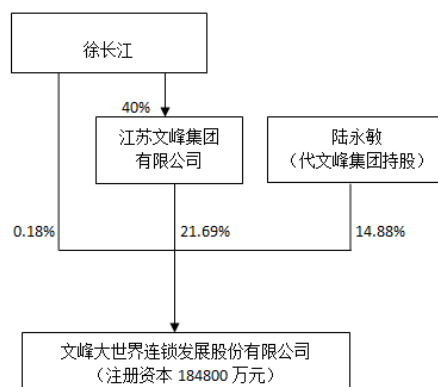 徐长江
40%
江苏文峰集团
有限公司
陆永敏
（代文峰集团持股）
0.18%
21.69%
14.88%
文峰大世界连锁发展股份有限公司
（注册资本 184800 万元）